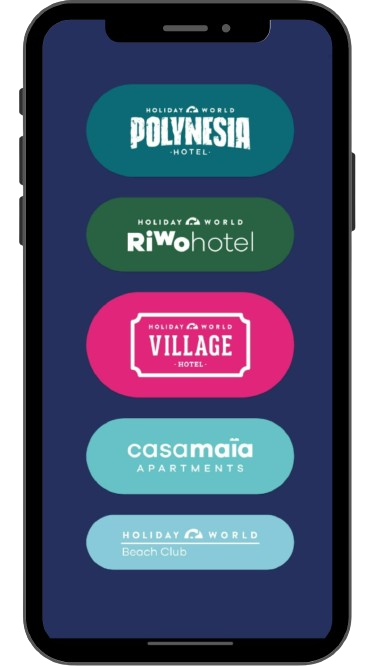 HOLIDAY WORLD
POLYNESIA
·HOTEL·
HOLIDAY WORLD
RiWohotel
HOLIDAY WORLD
VILLAGE
·HOTEL·
casamaïa
APARTMENTS
HOLIDAY WORLD
Beach Club